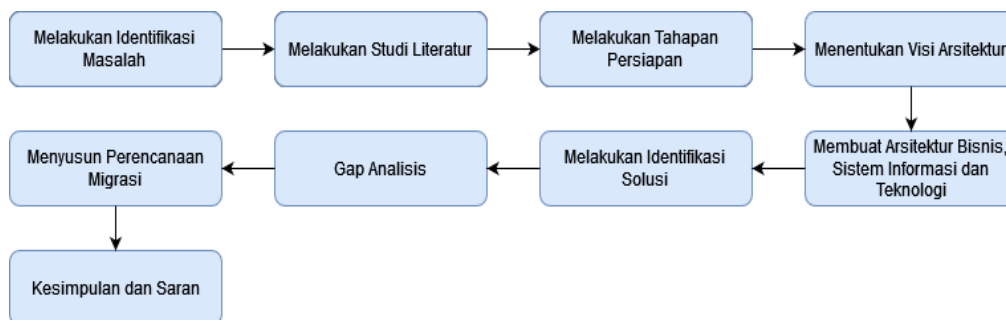 Melakukan Identifikasi
Masalah
Melakukan Studi Literatur
Melakukan Tahapan
Persiapan
Menentukan Visi Arsitektur
Membuat Arsitektur Bisnis,
Sistem Informasi dan
Teknologi
Melakukan Identifikasi
Solusi
Gap Analisis
Menyusun Perencanaan
Migrasi
Kesimpulan dan Saran